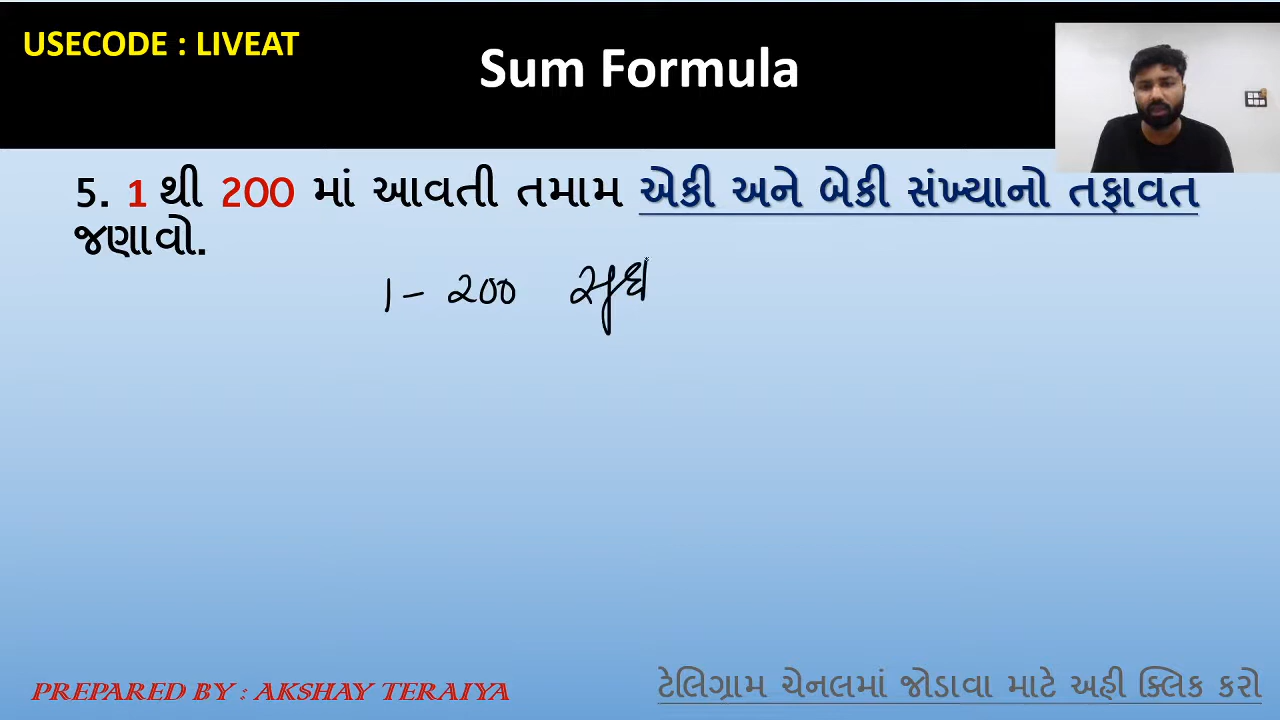 USECODE : LIVEAT
Sum Formula
5. 1 થી 200 માં આવતી તમામ એકી અને બેકી સંખ્યાનો તફાવત
જણાવો.
1 – 200
PREPARED BY : AKSHAY TERAIYA
ટેલિગ્રામ ચેનલમાં જોડાવા માટે અહી ક્લિક કરો